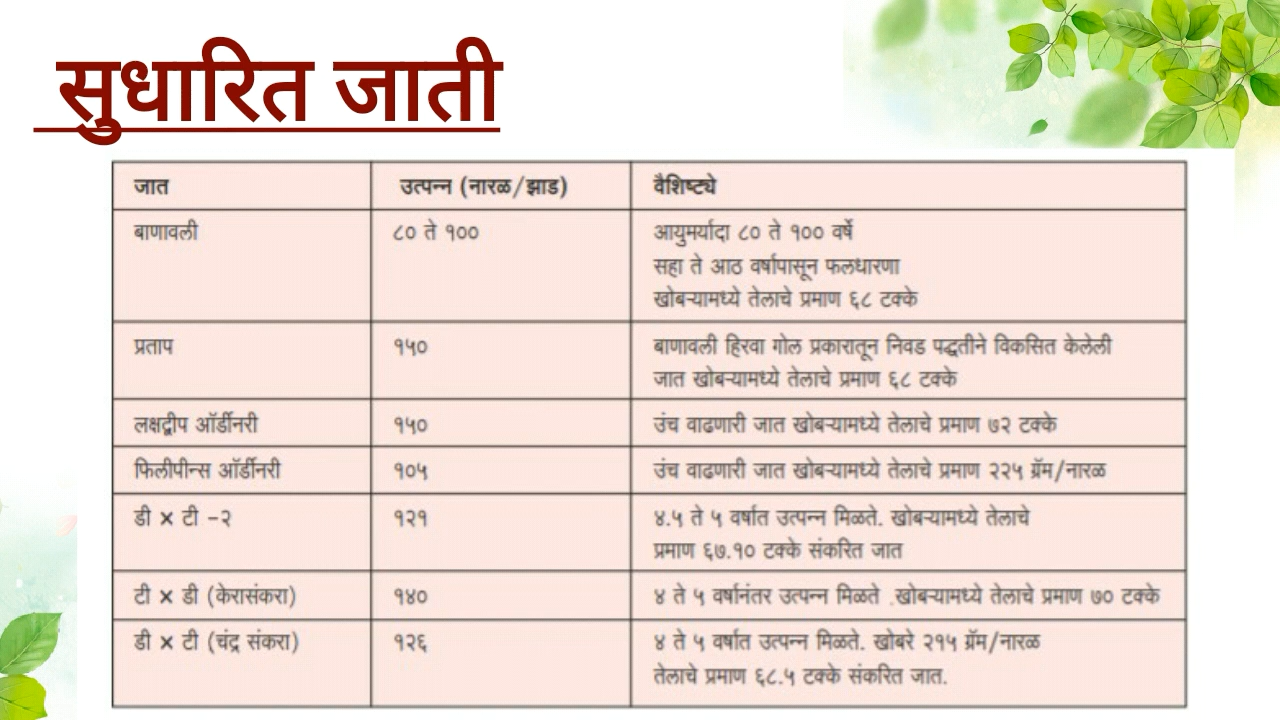 सुधारित जाती
जात उत्पन्न (नारळ/झाड) वैशिष्ट्ये
बाणावली ८० ते १०० आयुमर्यादा ८० ते १०० वर्षे
सहा ते आठ वर्षापासून फलधारणा
खोबऱ्यामध्ये तेलाचे प्रमाण ६८ टक्के
प्रताप १५० बाणावली हिरवा गोल प्रकारातून निवड पद्धतीने विकसित केलेली
जात खोबऱ्यामध्ये तेलाचे प्रमाण ६८ टक्के
लक्षद्वीप ऑर्डीनरी १५० उंच वाढणारी जात खोबऱ्यामध्ये तेलाचे प्रमाण ७२ टक्के
फिलीपीन्स ऑर्डीनरी १०५ उंच वाढणारी जात खोबऱ्यामध्ये तेलाचे प्रमाण २२५ ग्रॅम/नारळ
डी × टी –२ १२१ ४.५ ते ५ वर्षात उत्पन्न मिळते. खोबऱ्यामध्ये तेलाचे
प्रमाण ६७.१० टक्के संकरित जात
टी × डी (केरासंकरा) १४० ४ ते ५ वर्षानंतर उत्पन्न मिळते .खोबऱ्यामध्ये तेलाचे प्रमाण ७० टक्के
डी × टी (चंद्र संकरा) १२६ ४ ते ५ वर्षात उत्पन्न मिळते. खोबरे २१५ ग्रॅम/नारळ
तेलाचे प्रमाण ६८.५ टक्के संकरित जात.